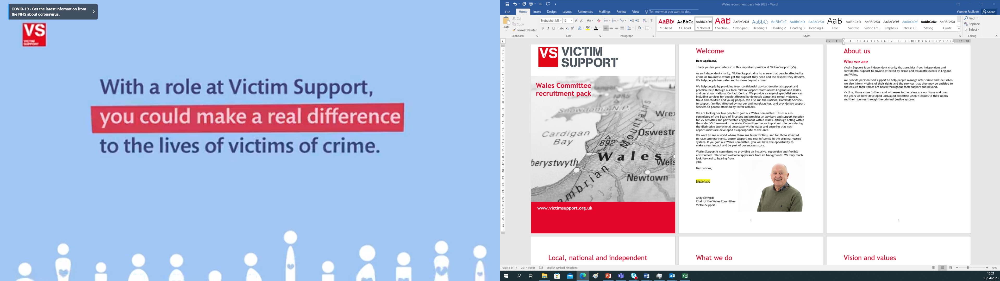 COVID-19 • Get the latest information from
the NHS about coronavirus.
VS
VICTIM
SUPPORT
With a role at Victim Support,
you could make a real difference
to the lives of victims of crime.
Wales recruitment pack Feb 2023 - Word
Yvonne Faulkner
Share
File Home Insert Design Layout References Mailings Review View Tell me what you want to do...
Paste
Cut
Copy
Format Painter
Clipboard
Trebuchet MS 12
Font
Paragraph
AaBb AaBbCc AaBbCcDd AaB AaBbCcDd AaBbCc AaBbCcC AaBbCcD AaBbCcDd AaB AaBbCcD AaBbCcDd AaBbCcDd AaBbCcDd AaBbCcDc AaBbCcDd
¶ B head ¶ C head ¶ Normal ¶ Section... ¶ No Spac... Heading 1 Heading 2 Heading 3 Heading 4 Title Subtitle Subtle Em... Emphasis Intense E... Strong Quote
Styles
Find
Replace
Select
Editing
VS VICTIM
SUPPORT
Wales Committee
recruitment pack
Snowdonia N.P.
1085
Mountains
Wrex
Cardigan
Bay
892
Oswestr
Wales
Wels
berystwyth
Cambrian
Newtown
www.victimsupport.org.uk
Welcome
Dear applicant,
Thank you for your interest in this important position at Victim Support (VS).
As an independent charity, Victim Support aims to ensure that people affected by
crime or traumatic events get the support they need and the respect they deserve.
We help people feel safer and to move beyond crime.
We help people by providing free, confidential advice, emotional support and
practical help through our local Victim Support teams across England and Wales
and our at our National Contact Centre. We provide a range of specialist services
including services for people affected by domestic abuse and sexual violence,
fraud and children and young people. We also run the National Homicide Service,
to support families affected by murder and manslaughter, and provide key support
services to people affected by terror attacks.
We are looking for two people to join our Wales Committee. This is a sub-
committee of the Board of Trustees and provides an advisory and support function
for VS activities and partnership engagement within Wales. Although acting within
the wider VS framework, the Wales Committee has an important role considering
the distinctive operational landscape within Wales and ensuring that new
opportunities are developed as appropriate to the area.
We want to see a world where there are fewer victims, and for those affected
to have stronger rights, better support and real influence in the criminal justice
system. If you join our Wales Committee, you will have the opportunity to
make a real impact and be part of our success story.
Victim Support is committed to providing an inclusive, supportive and flexible
environment. We would welcome applicants from all backgrounds. We very much
look forward to hearing from
you.
Best wishes,
[signature]
Andy Edwards
Chair of the Wales Committee
Victim Support
2
About us
Who we are
Victim Support is an independent charity that provides free, independent and
confidential support to anyone affected by crime and traumatic events in England
and Wales.
We provide personalised support to help people manage after crime and feel safer.
We also inform victims of their rights and the services that they may be entitled to
and ensure their voices are heard throughout their support and beyond.
Victims, those close to them and witnesses to the crime are our focus and over
the years we have developed unrivalled expertise when it comes to their needs
and their journey through the criminal justice system.
3
Local, national and independent
What we do
Vision and values
Page 3 of 17 2017 words English (United Kingdom)
70%
16:21
13/04/2023